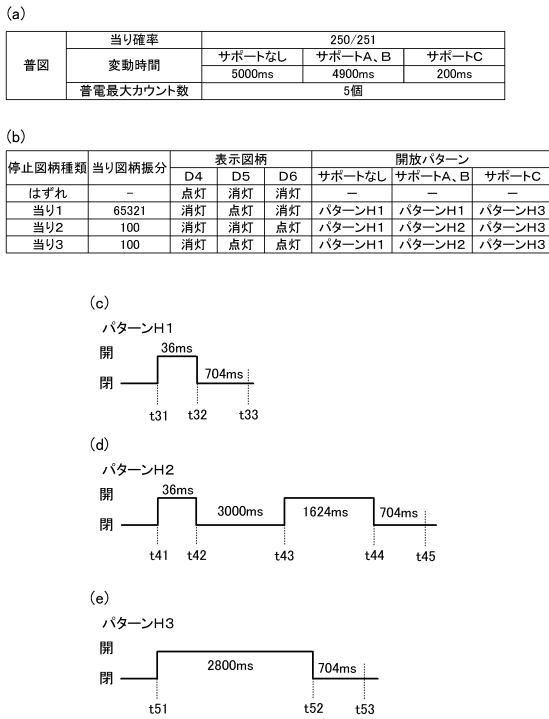 (a)
普図 当り確率 250/251
変動時間 サポートなし サポートA、B サポートC
5000ms 4900ms 200ms
普電最大カウント数 5個
(b)
停止図柄種類 当り図柄振分 表示図柄 開放パターン
D4 D5 D6 サポートなし サポートA、B サポートC
はずれ - 点灯 消灯 消灯 - - -
当り1 65321 消灯 点灯 消灯 パターンH1 パターンH1 パターンH3
当り2 100 消灯 消灯 点灯 パターンH1 パターンH2 パターンH3
当り3 100 消灯 点灯 点灯 パターンH1 パターンH2 パターンH3
(c)
パターンH1
開 36ms
閉 704ms
t31 t32 t33
(d)
パターンH2
開 36ms
閉 3000ms 1624ms 704ms
t41 t42 t43 t44 t45
(e)
パターンH3
開
閉 2800ms 704ms
t51 t52 t53